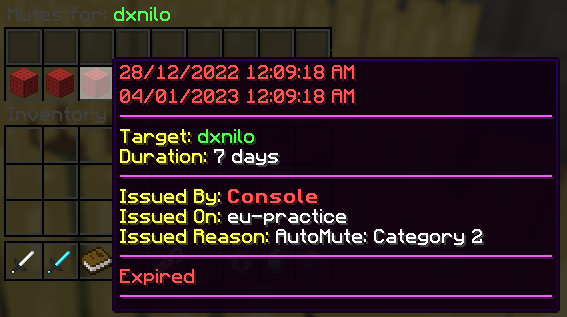 Mutes for: dxnilo
28/12/2022 12:09:18 AM
04/01/2023 12:09:18 AM
Target: dxnilo
Duration: 7 days
Inventory
Issued By: Console
Issued On: eu-practice
Issued Reason: AutoMute: Category 2
Expired